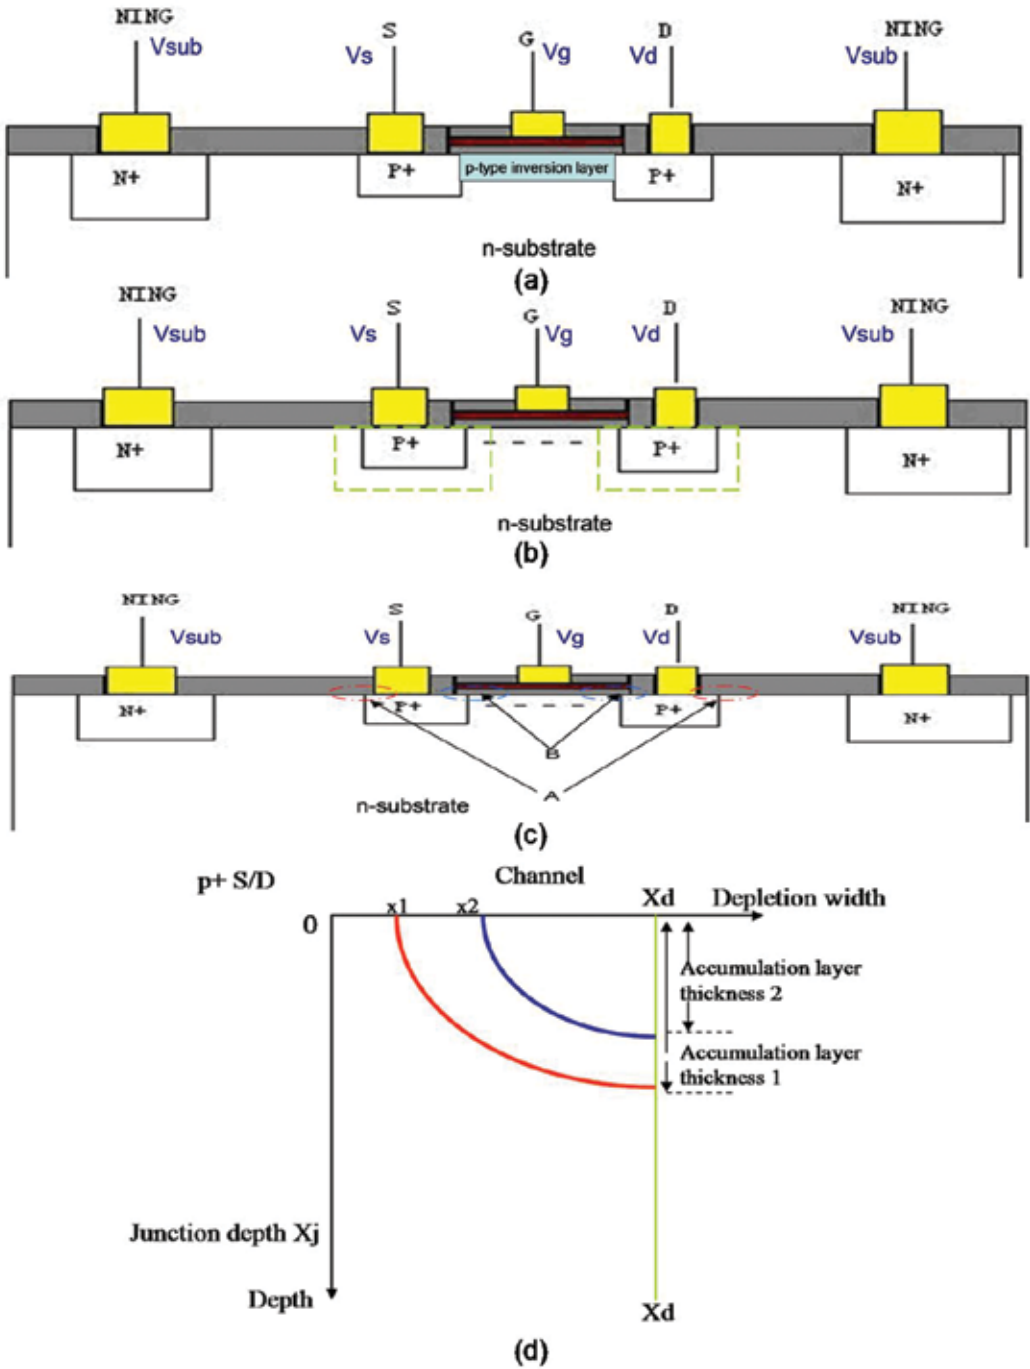 NING S G D NING
Vsub Vs Vg Vd Vsub
N+ P+ p-type inversion layer P+ N+
n-substrate
(a)
NING S G D NING
Vsub Vs Vg Vd Vsub
N+ P+ P+ N+
n-substrate
(b)
NING S G D NING
Vsub Vs Vg Vd Vsub
N+ P+ P+ N+
B
A
n-substrate
(c)
p+ S/D Channel
0 x1 x2 Xd Depletion width
Accumulation layer
thickness 2
Accumulation layer
thickness 1
Junction depth Xj
Depth
Xd
(d)